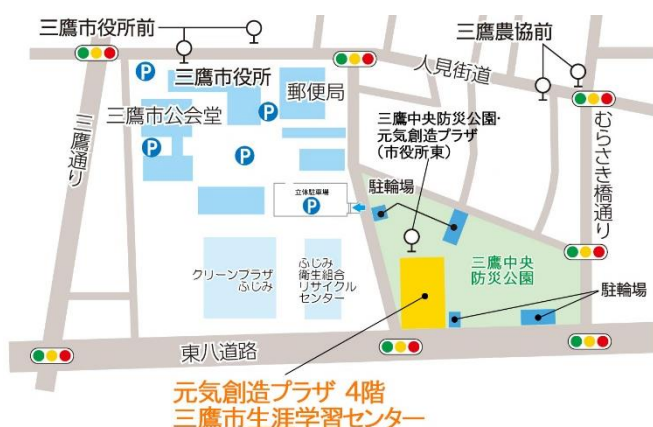 三鷹市役所前
三鷹農協前
三鷹市役所
人見街道
郵便局
三鷹市公会堂
三鷹通り
むらさき橋通り
三鷹中央防災公園・
元気創造プラザ
(市役所東)
P
P
P
P
立体駐車場
P
駐輪場
クリーンプラザ
ふじみ
ふじみ
衛生組合
リサイクル
センター
三鷹中央
防災公園
駐輪場
東八道路
元気創造プラザ 4階
三鷹市生涯学習センター